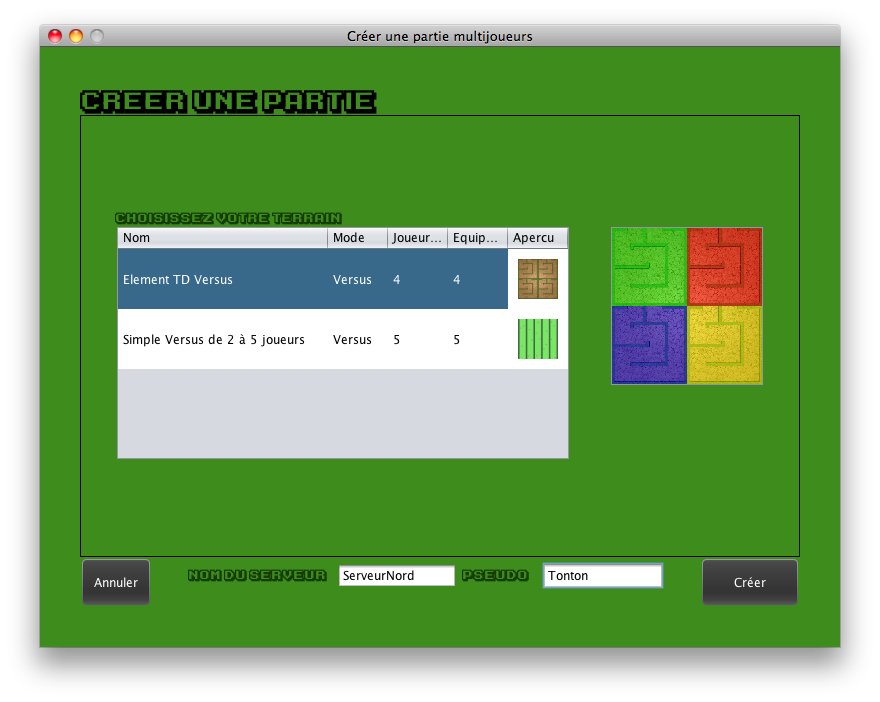 Créer une partie multijoueurs
CREER UNE PARTIE
CHOISISSEZ VOTRE TERRAIN
Nom Mode Joueur... Equip... Apercu
Element TD Versus Versus 4 4
Simple Versus de 2 à 5 joueurs Versus 5 5
Annuler NOM DU SERVEUR ServeurNord PSEUDO Tonton Créer